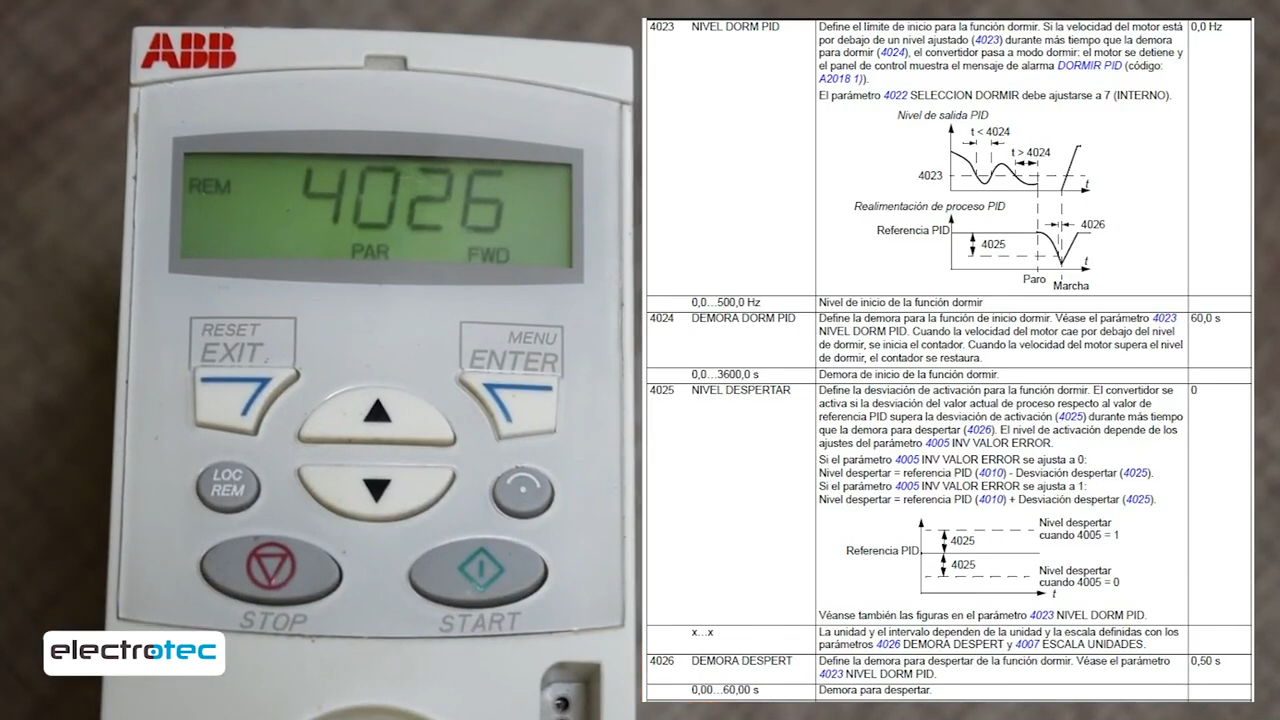 ABB
REM
4026
PAR
FWD
RESET
EXIT
MENU
ENTER
LOC
REM
STOP
START
electrotec
4023 NIVEL DORM PID Define el límite de inicio para la función dormir. Si la velocidad del motor está 0,0 Hz
por debajo de un nivel ajustado (4023) durante más tiempo que la demora
para dormir (4024), el convertidor pasa a modo dormir: el motor se detiene y
el panel de control muestra el mensaje de alarma DORMIR PID (código:
A2018 1)).
El parámetro 4022 SELECCION DORMIR debe ajustarse a 7 (INTERNO).
Nivel de salida PID
t < 4024
t > 4024
4023
t
Realimentación de proceso PID
Referencia PID
4026
4025
t
Paro
Marcha
0,0…500,0 Hz Nivel de inicio de la función dormir
4024 DEMORA DORM PID Define la demora para la función de inicio dormir. Véase el parámetro 4023 60,0 s
NIVEL DORM PID. Cuando la velocidad del motor cae por debajo del nivel
de dormir, se inicia el contador. Cuando la velocidad del motor supera el nivel
de dormir, el contador se restaura.
0,0…3600,0 s Demora de inicio de la función dormir.
4025 NIVEL DESPERTAR Define la desviación de activación para la función dormir. El convertidor se 0
activa si la desviación del valor actual de proceso respecto al valor de
referencia PID supera la desviación de activación (4025) durante más tiempo
que la demora para despertar (4026). El nivel de activación depende de los
ajustes del parámetro 4005 INV VALOR ERROR.
Si el parámetro 4005 INV VALOR ERROR se ajusta a 0:
Nivel despertar = referencia PID (4010) - Desviación despertar (4025).
Si el parámetro 4005 INV VALOR ERROR se ajusta a 1:
Nivel despertar = referencia PID (4010) + Desviación despertar (4025).
Nivel despertar
cuando 4005 = 1
4025
Referencia PID
4025
Nivel despertar
cuando 4005 = 0
t
Véanse también las figuras en el parámetro 4023 NIVEL DORM PID.
x…x La unidad y el intervalo dependen de la unidad y la escala definidas con los
parámetros 4026 DEMORA DESPERT y 4007 ESCALA UNIDADES.
4026 DEMORA DESPERT Define la demora para despertar de la función dormir. Véase el parámetro 0,50 s
4023 NIVEL DORM PID.
0,00…60,00 s Demora para despertar.